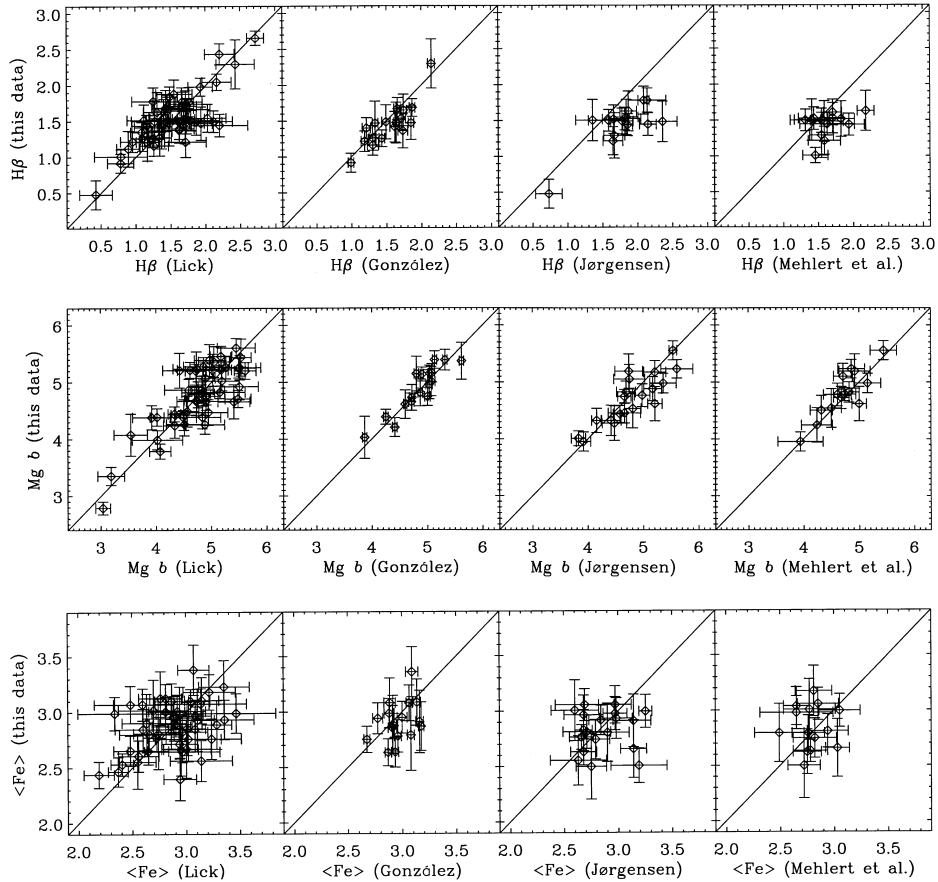 3.0
2.5
2.0
1.5
1.0
0.5
Hβ (this data)
0.5 1.0 1.5 2.0 2.5 3.0
0.5 1.0 1.5 2.0 2.5 3.0
0.5 1.0 1.5 2.0 2.5 3.0
0.5 1.0 1.5 2.0 2.5 3.0
Hβ (Lick)
Hβ (González)
Hβ (Jørgensen)
Hβ (Mehlert et al.)
6
5
4
3
Mg b (this data)
3 4 5 6
3 4 5 6
3 4 5 6
3 4 5 6
Mg b (Lick)
Mg b (González)
Mg b (Jørgensen)
Mg b (Mehlert et al.)
3.5
3.0
2.5
2.0
<Fe> (this data)
2.0 2.5 3.0 3.5
2.0 2.5 3.0 3.5
2.0 2.5 3.0 3.5
2.0 2.5 3.0 3.5
<Fe> (Lick)
<Fe> (González)
<Fe> (Jørgensen)
<Fe> (Mehlert et al.)